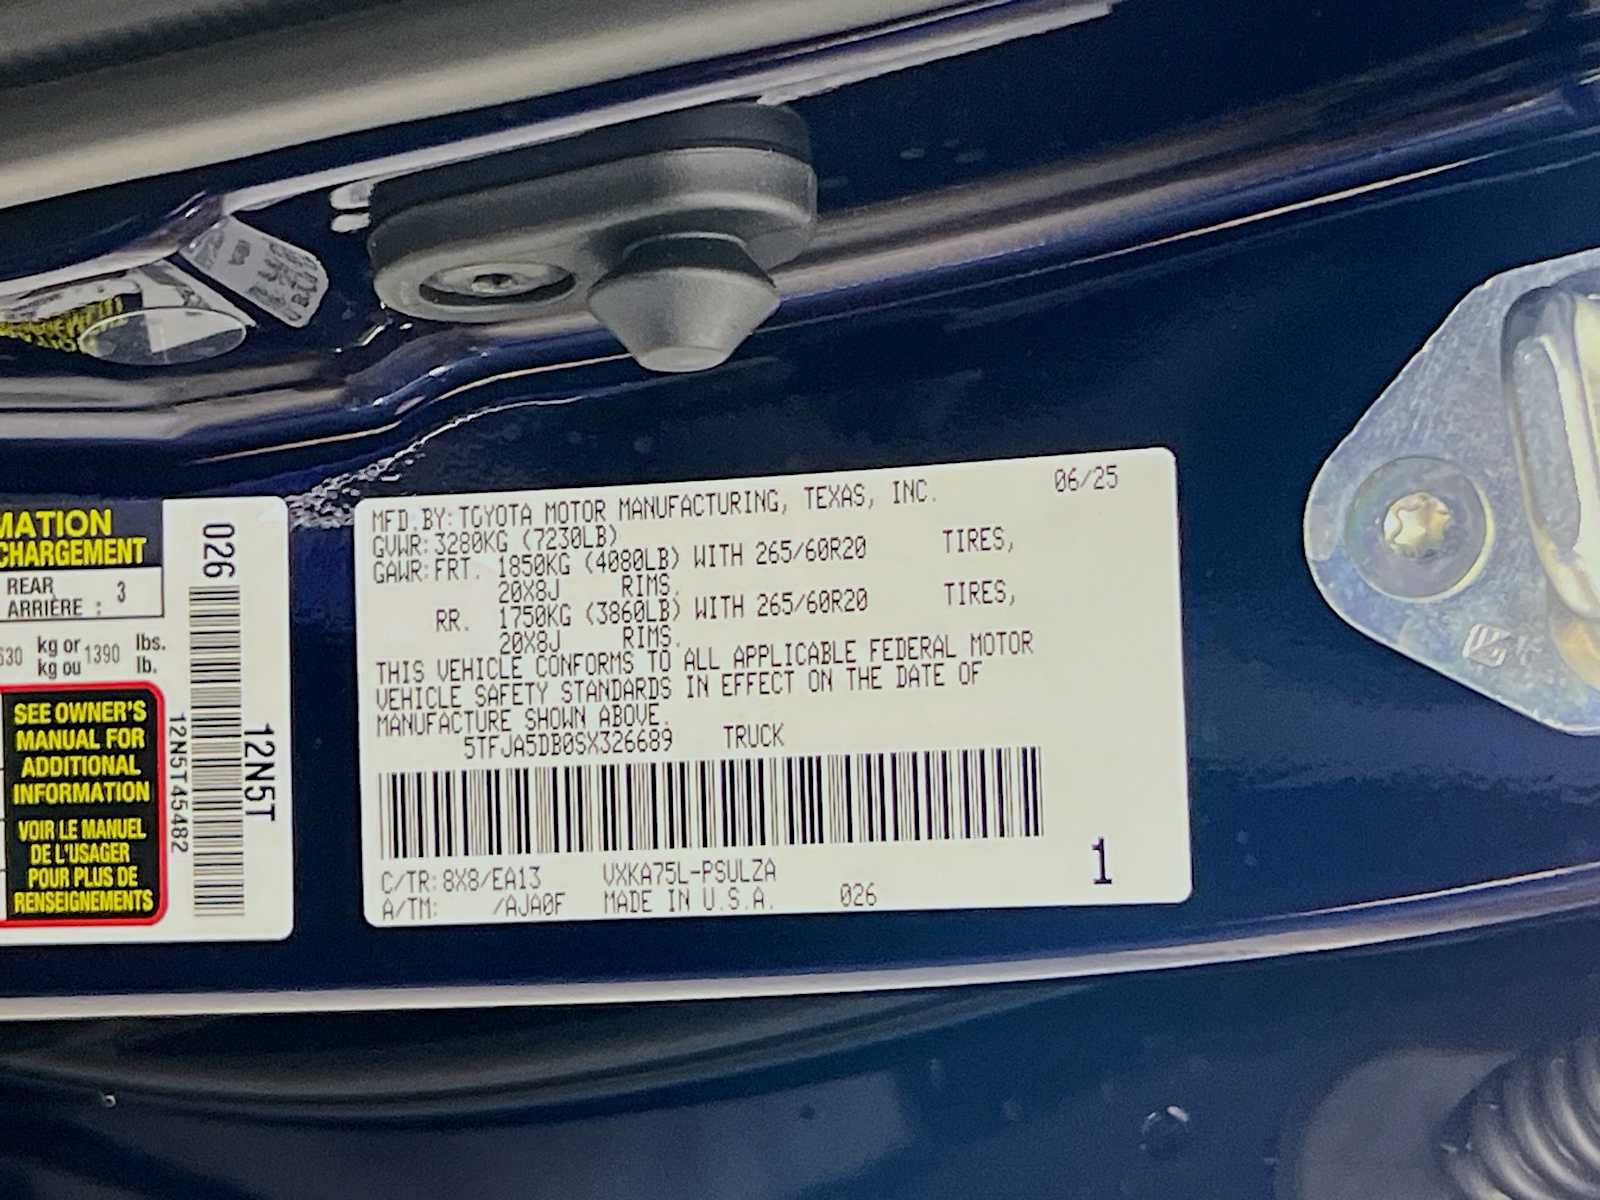 MATION
CHARGEMENT
REAR
ARRIÈRE : 3
kg or 1390 lbs.
kg ou lb.
SEE OWNER'S
MANUAL FOR
ADDITIONAL
INFORMATION
VOIR LE MANUEL
DE L'USAGER
POUR PLUS DE
RENSEIGNEMENTS
026
12N5T45482
12N5T
MFD.BY: TOYOTA MOTOR MANUFACTURING, TEXAS, INC. 06/25
GVWR: 3280KG (7230LB)
GAWR: FRT. 1850KG (4080LB) WITH 265/60R20 TIRES,
20X8J RIMS.
RR. 1750KG (3860LB) WITH 265/60R20 TIRES,
20X8J RIMS.
THIS VEHICLE CONFORMS TO ALL APPLICABLE FEDERAL MOTOR
VEHICLE SAFETY STANDARDS IN EFFECT ON THE DATE OF
MANUFACTURE SHOWN ABOVE.
5TFJA5DB0SX326689 TRUCK
C/TR: 8X8/EA13 VXKA75L-PSULZA
A/TM: /AJA0F MADE IN U.S.A. 026
1